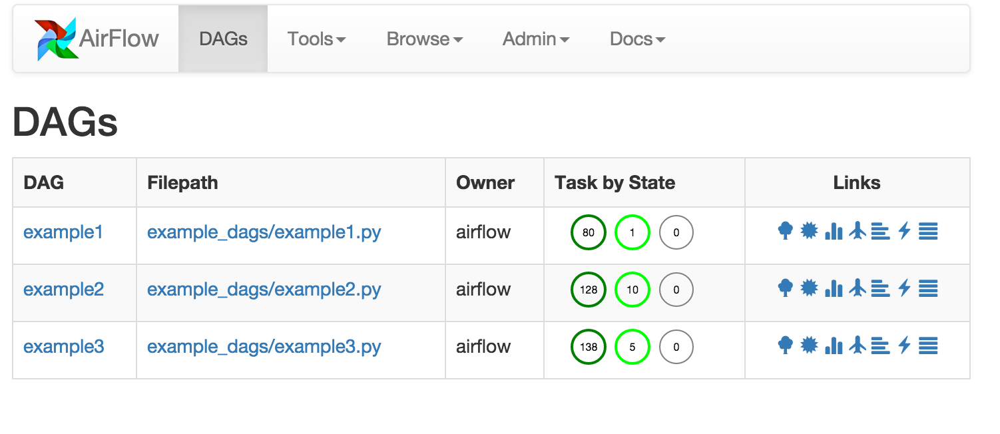 AirFlow DAGs Tools Browse Admin Docs
DAGs
DAG Filepath Owner Task by State Links
example1 example_dags/example1.py airflow 80 1 0
example2 example_dags/example2.py airflow 128 10 0
example3 example_dags/example3.py airflow 138 5 0